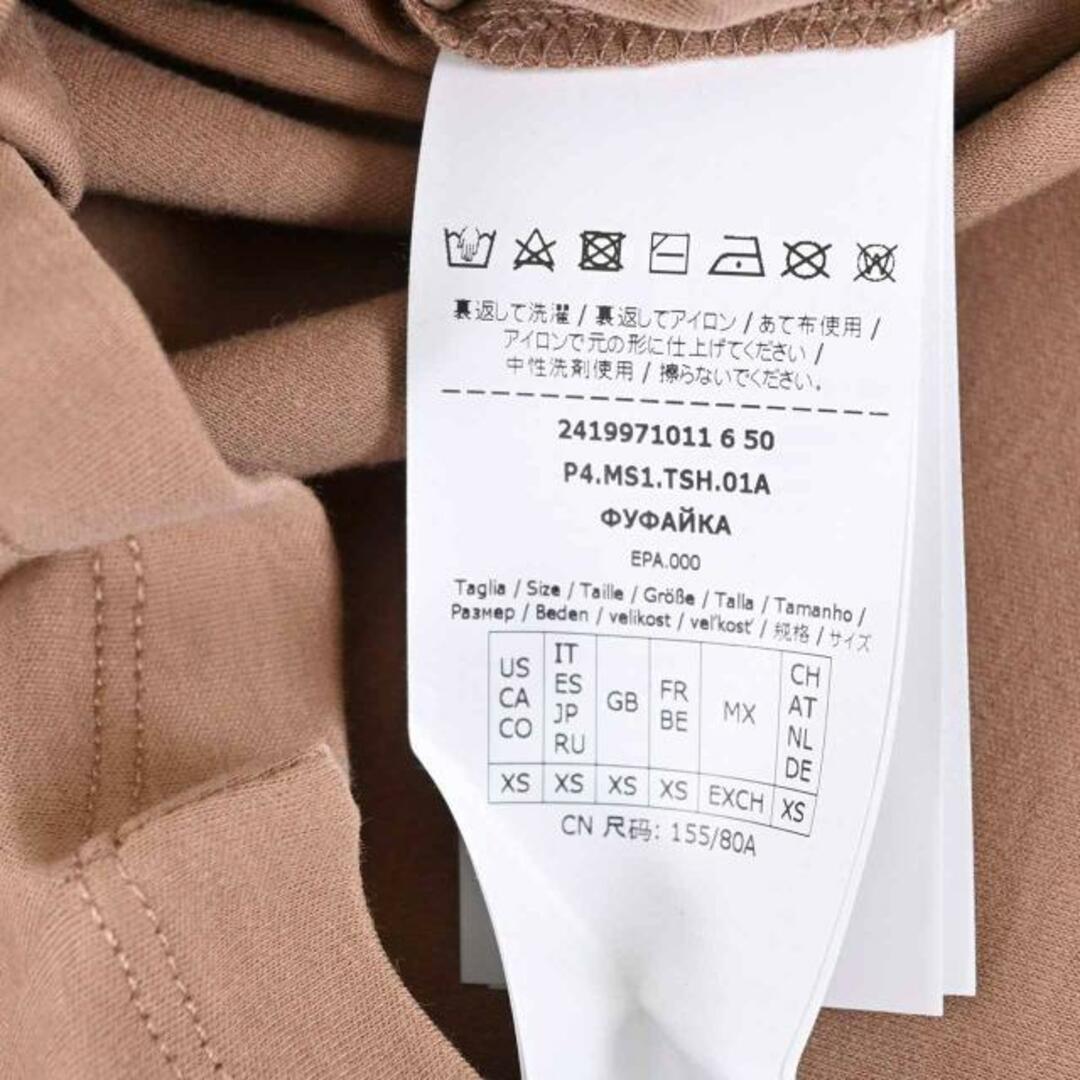 裏返して洗濯 / 裏返してアイロン / あて布使用 /
アイロンで元の形に仕上げてください /
中性洗剤使用 / 擦らないでください。
2419971011 6 50
P4.MS1.TSH.01A
ФУФАЙКА
EPA.000
Taglia / Size / Taille / Größe / Talla / Tamanho /
Размер / Beden / velikost / veľkosť / 规格 / サイズ
US CA CO
IT ES JP RU
GB
FR BE
MX
CH AT NL DE
XS XS XS XS EXCH XS
CN 尺码: 155/80A